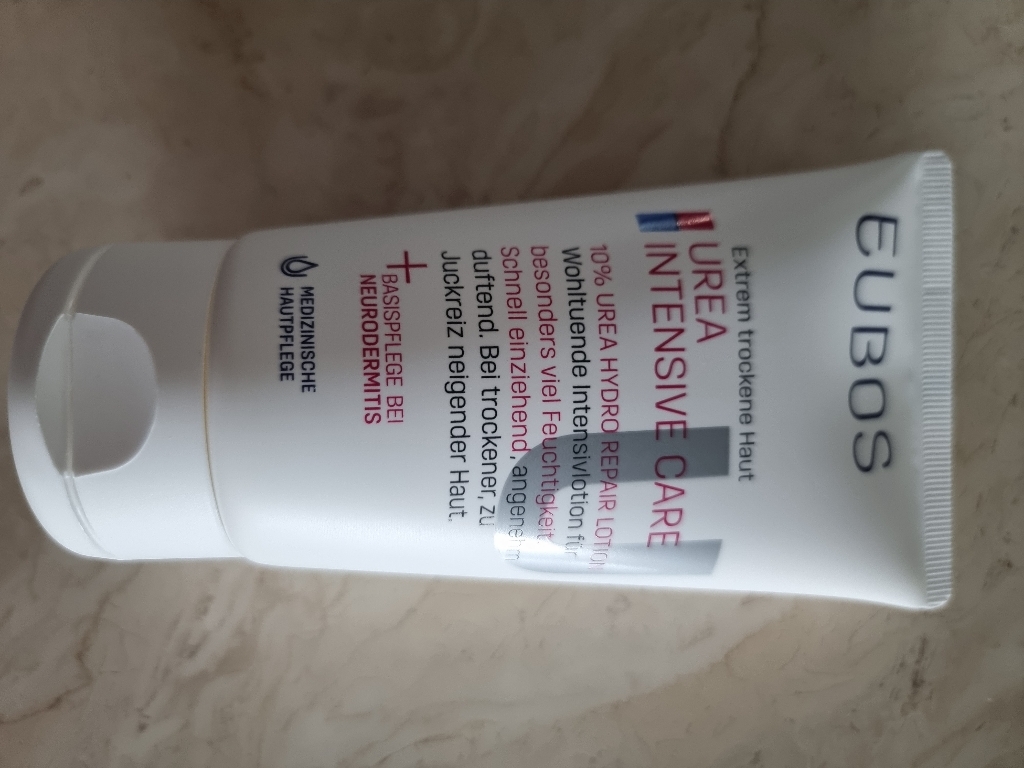 EUBOS
Extrem trockene Haut
UREA
INTENSIVE CARE
10% UREA HYDRO REPAIR LOTION
Wohltuende Intensivlotion für
besonders viel Feuchtigkeit.
Schnell einziehend, angenehm
duftend. Bei trockener, zu
Juckreiz neigender Haut.
+ BASISPFLEGE BEI
NEURODERMITIS
MEDIZINISCHE
HAUTPFLEGE